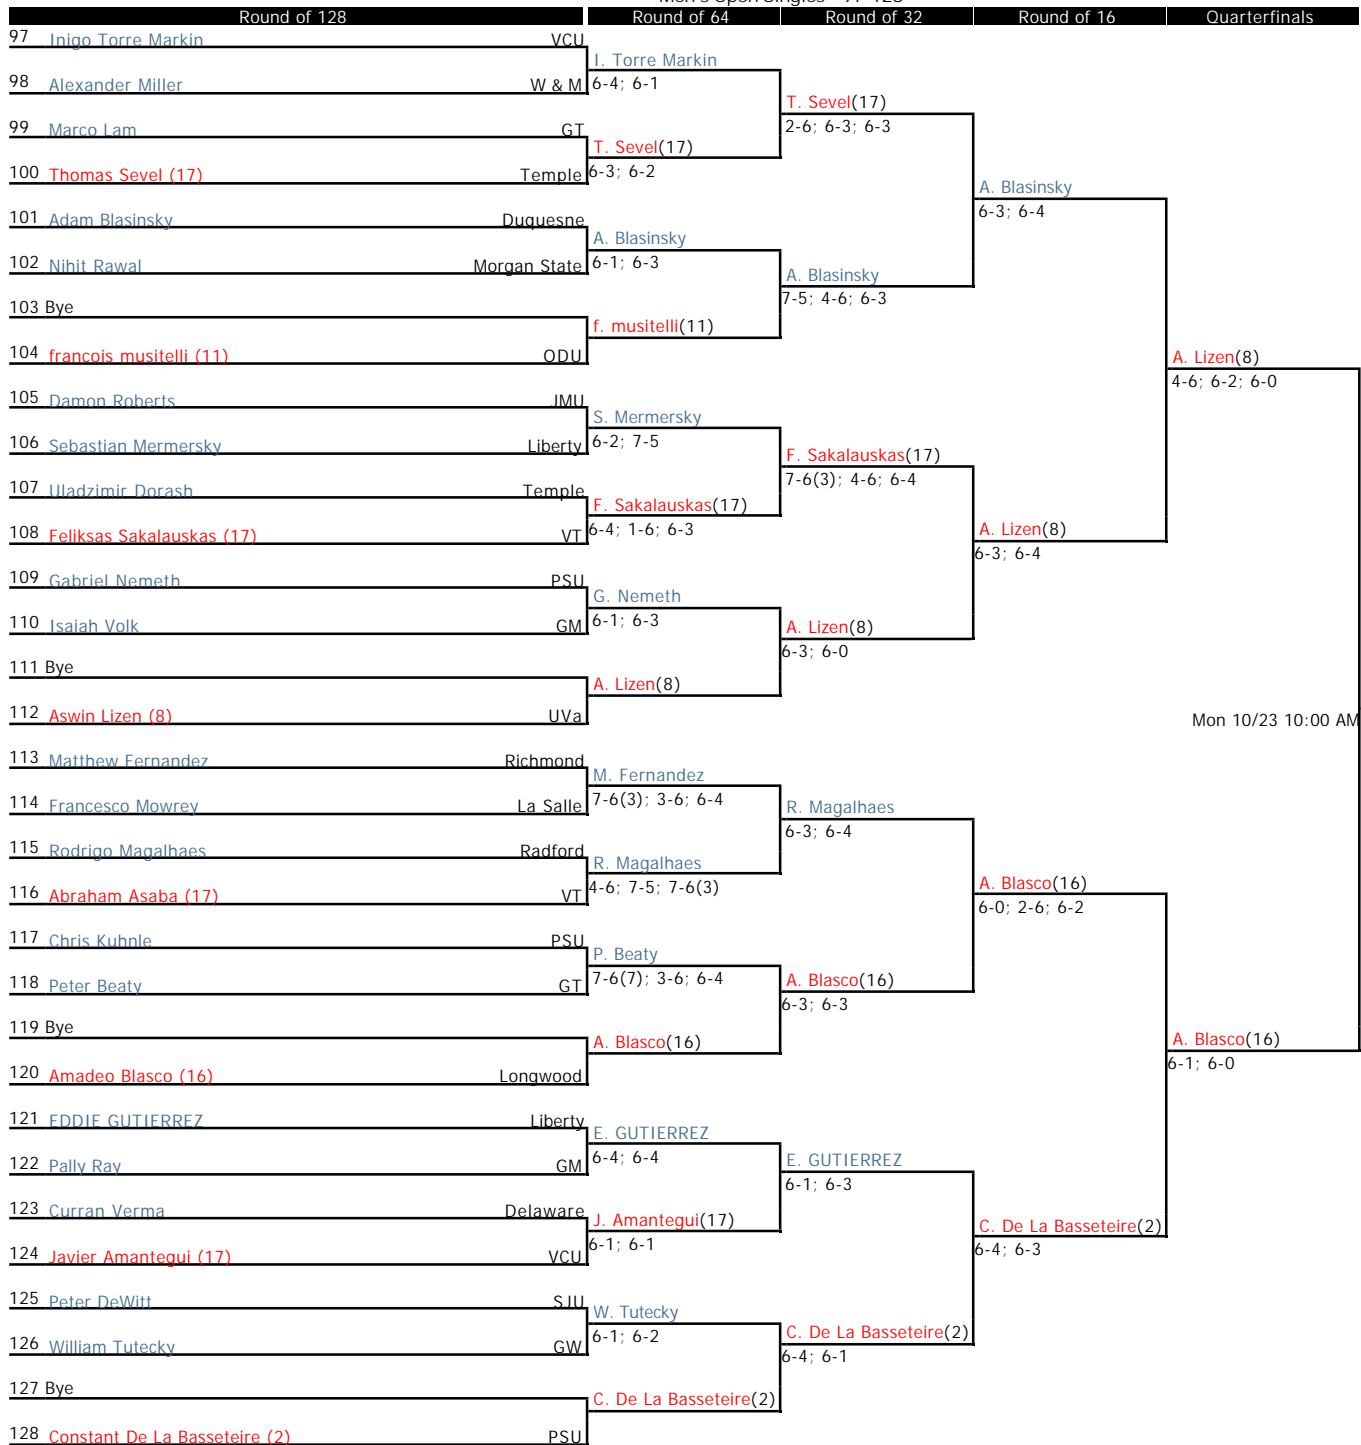 Round of 128 Round of 64 Round of 32 Round of 16 Quarterfinals
97 Inigo Torre Markin VCU
I. Torre Markin
98 Alexander Miller W & M 6-4; 6-1
T. Sevel(17)
99 Marco Lam GT 2-6; 6-3; 6-3
T. Sevel(17)
100 Thomas Sevel (17) Temple 6-3; 6-2
A. Blasinsky
101 Adam Blasinsky Duquesne 6-3; 6-4
A. Blasinsky
102 Nihit Rawal Morgan State 6-1; 6-3
A. Blasinsky
103 Bye 7-5; 4-6; 6-3
f. musitelli(11)
104 francois musitelli (11) ODU A. Lizen(8)
4-6; 6-2; 6-0
105 Damon Roberts JMU
S. Mermersky
106 Sebastian Mermersky Liberty 6-2; 7-5
F. Sakalauskas(17)
107 Uladzimir Dorash Temple 7-6(3); 4-6; 6-4
F. Sakalauskas(17)
108 Feliksas Sakalauskas (17) VT 6-4; 1-6; 6-3 A. Lizen(8)
6-3; 6-4
109 Gabriel Nemeth PSU
G. Nemeth
110 Isaiah Volk GM 6-1; 6-3 A. Lizen(8)
6-3; 6-0
111 Bye
A. Lizen(8)
112 Aswin Lizen (8) UVa Mon 10/23 10:00 AM
113 Matthew Fernandez Richmond
M. Fernandez
114 Francesco Mowrey La Salle 7-6(3); 3-6; 6-4 R. Magalhaes
6-3; 6-4
115 Rodrigo Magalhaes Radford
R. Magalhaes
116 Abraham Asaba (17) VT 4-6; 7-5; 7-6(3) A. Blasco(16)
6-0; 2-6; 6-2
117 Chris Kuhnle PSU
P. Beaty
118 Peter Beaty GT 7-6(7); 3-6; 6-4 A. Blasco(16)
6-3; 6-3
119 Bye
A. Blasco(16) A. Blasco(16)
6-1; 6-0
120 Amadeo Blasco (16) Longwood
121 EDDIE GUTIERREZ Liberty
E. GUTIERREZ
122 Pally Ray GM 6-4; 6-4 E. GUTIERREZ
6-1; 6-3
123 Curran Verma Delaware
J. Amantegui(17) C. De La Basseteire(2)
124 Javier Amantegui (17) VCU 6-1; 6-1 6-4; 6-3
125 Peter DeWitt SJU
W. Tutecky
126 William Tutecky GW 6-1; 6-2 C. De La Basseteire(2)
6-4; 6-1
127 Bye
C. De La Basseteire(2)
128 Constant De La Basseteire (2) PSU